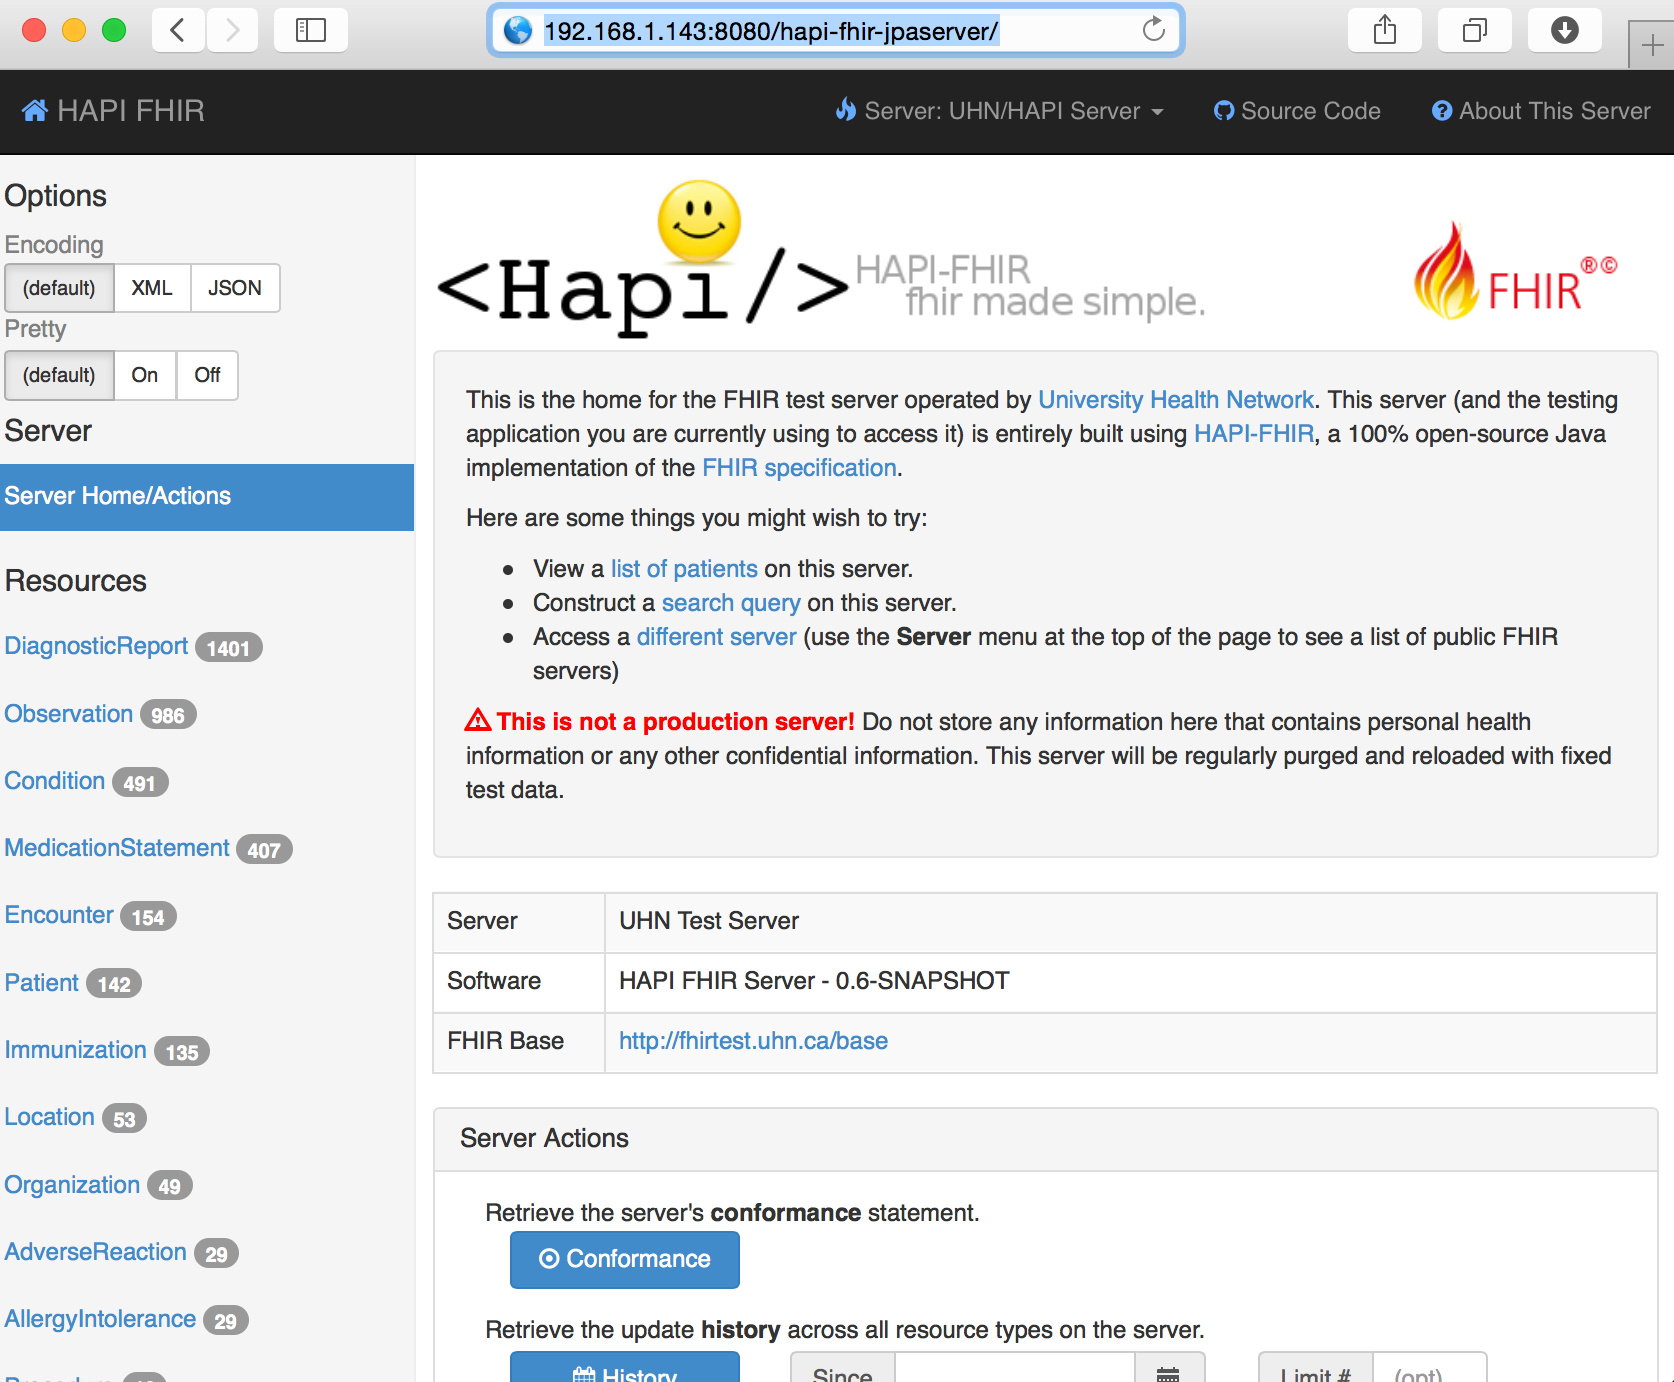 192.168.1.143:8080/hapi-fhir-jpaserver/
HAPI FHIR
Server: UHN/HAPI Server
Source Code
About This Server
Options
Encoding
(default) XML JSON
Pretty
(default) On Off
Server
Server Home/Actions
Resources
DiagnosticReport 1401
Observation 986
Condition 491
MedicationStatement 407
Encounter 154
Patient 142
Immunization 135
Location 53
Organization 49
AdverseReaction 29
AllergyIntolerance 29
<Hapi/>
HAPI-FHIR
fhir made simple.
FHIR®©
This is the home for the FHIR test server operated by University Health Network. This server (and the testing
application you are currently using to access it) is entirely built using HAPI-FHIR, a 100% open-source Java
implementation of the FHIR specification.
Here are some things you might wish to try:
• View a list of patients on this server.
• Construct a search query on this server.
• Access a different server (use the Server menu at the top of the page to see a list of public FHIR
servers)
This is not a production server! Do not store any information here that contains personal health
information or any other confidential information. This server will be regularly purged and reloaded with fixed
test data.
Server UHN Test Server
Software HAPI FHIR Server - 0.6-SNAPSHOT
FHIR Base http://fhirtest.uhn.ca/base
Server Actions
Retrieve the server's conformance statement.
Conformance
Retrieve the update history across all resource types on the server.
History Since Limit # (opt)